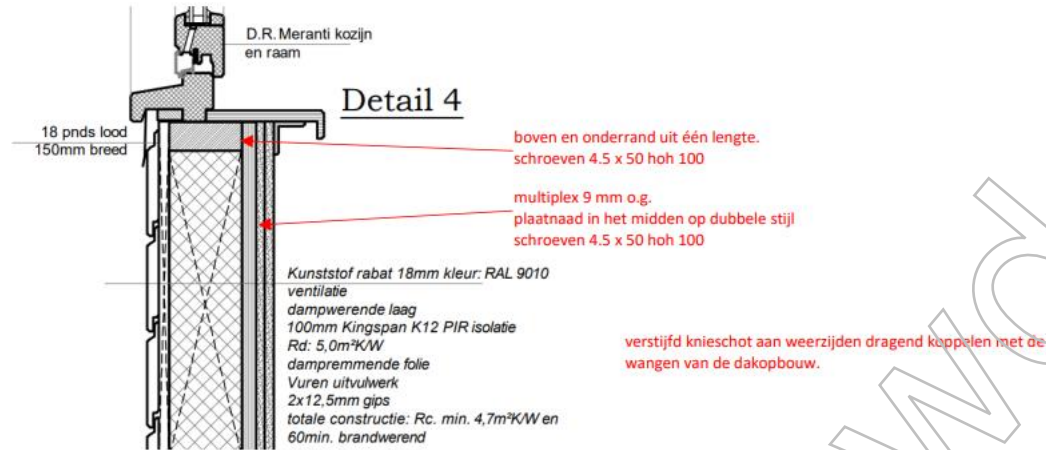 D.R. Meranti kozijn
en raam
Detail 4
18 pnds lood
150mm breed
boven en onderrand uit één lengte.
schroeven 4.5 x 50 hoh 100
multiplex 9 mm o.g.
plaatnaad in het midden op dubbele stijl
schroeven 4.5 x 50 hoh 100
Kunststof rabat 18mm kleur: RAL 9010
ventilatie
dampwerende laag
100mm Kingspan K12 PIR isolatie
Rd: 5,0m²K/W
dampremmende folie
Vuren uitvulwerk
2x12,5mm gips
totale constructie: Rc. min. 4,7m²K/W en
60min. brandwerend
verstijfd knieschot aan weerzijden dragend koppelen met de
wangen van de dakopbouw.